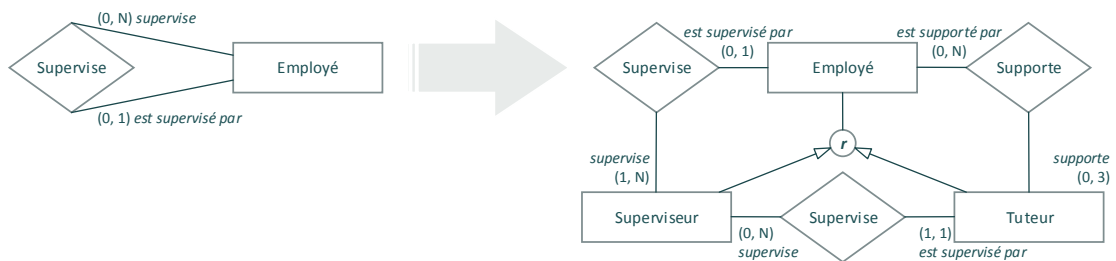 (0, N) supervise
Supervise
Employé
(0, 1) est supervisé par
est supervisé par
(0, 1)
est supporté par
(0, N)
Supervise
Employé
Supporte
r
supervise
(1, N)
supporte
(0, 3)
Superviseur
Supervise
Tuteur
(0, N)
supervise
(1, 1)
est supervisé par